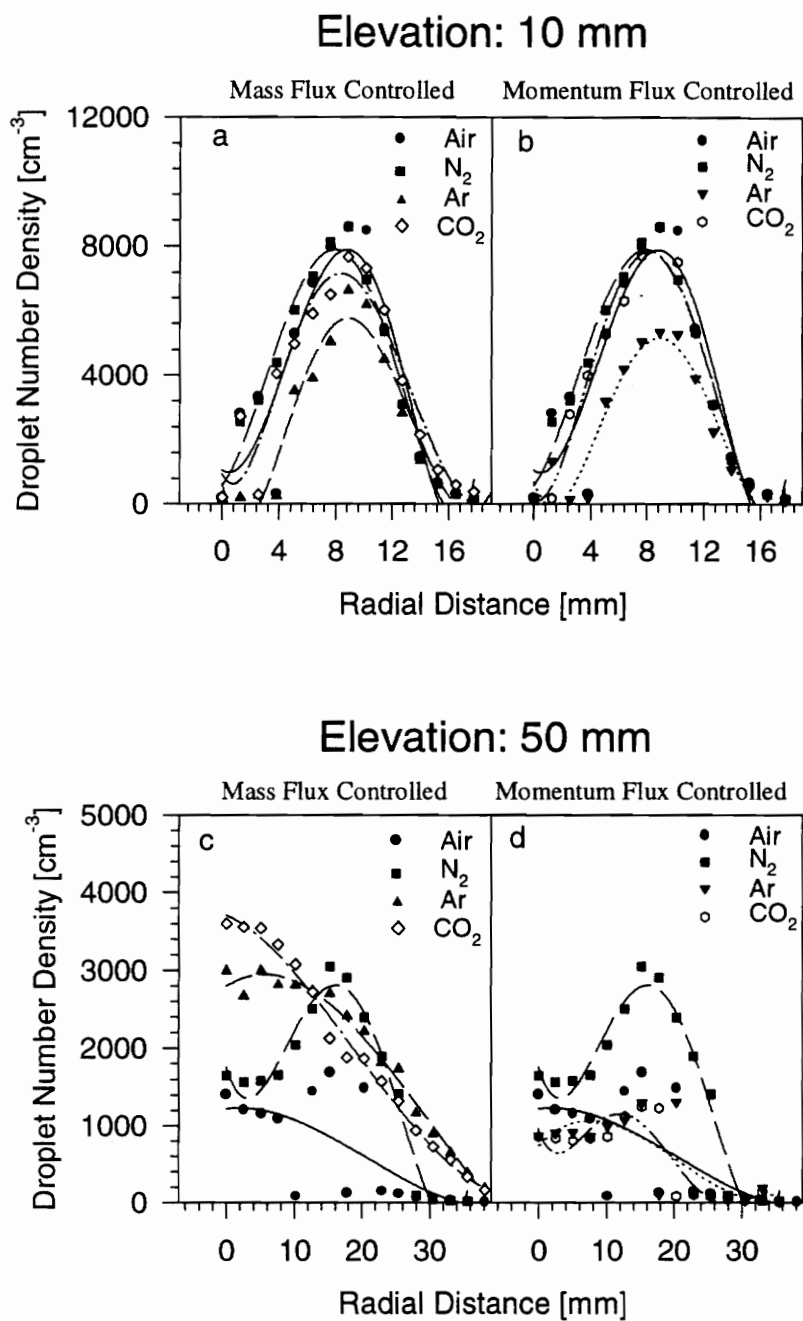 Elevation: 10 mm
Mass Flux Controlled
Momentum Flux Controlled
Droplet Number Density [cm⁻³]
12000
8000
4000
0
a
Air
N₂
Ar
CO₂
b
Air
N₂
Ar
CO₂
0 4 8 12 16
0 4 8 12 16
Radial Distance [mm]
Elevation: 50 mm
Mass Flux Controlled
Momentum Flux Controlled
Droplet Number Density [cm⁻³]
5000
4000
3000
2000
1000
0
c
Air
N₂
Ar
CO₂
d
Air
N₂
Ar
CO₂
0 10 20 30
0 10 20 30
Radial Distance [mm]